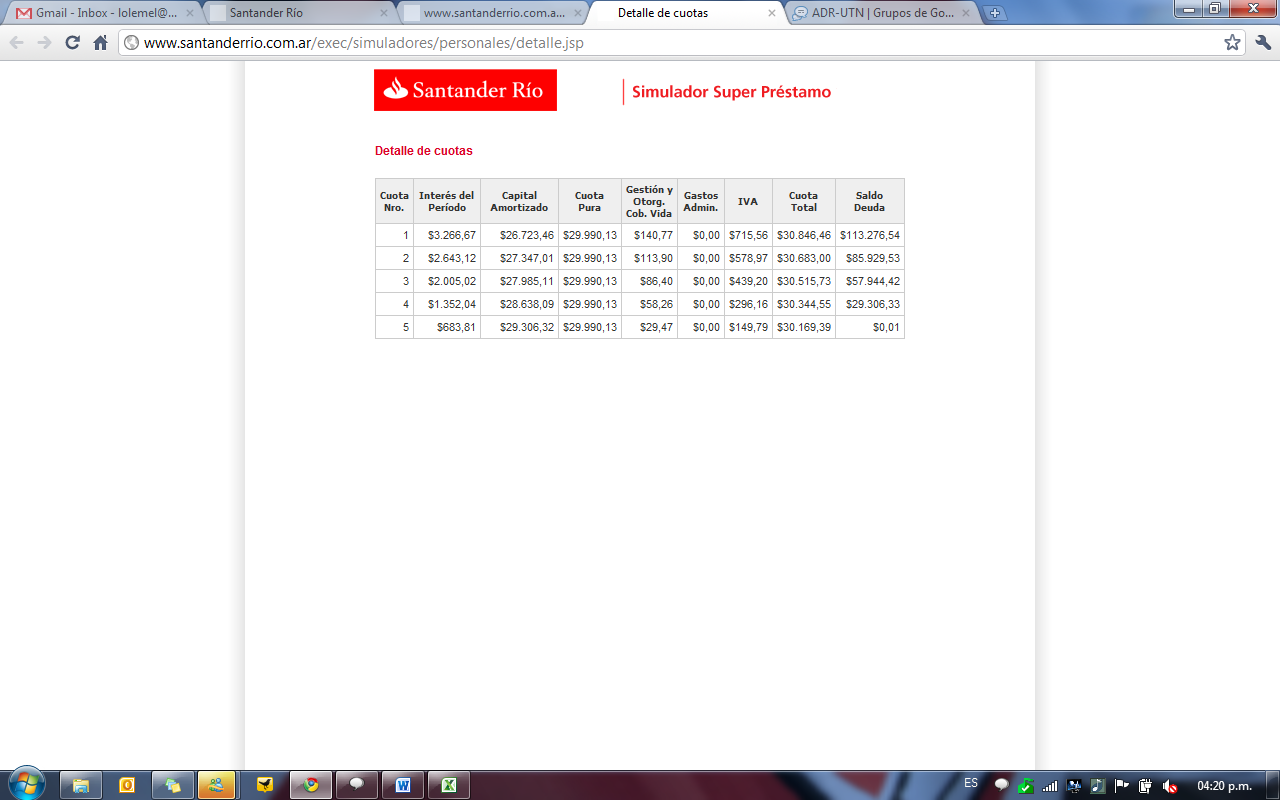 Gmail - Inbox - lolemel@...
Santander Río
www.santanderrio.com.a...
Detalle de cuotas
ADR-UTN | Grupos de Go...
www.santanderrio.com.ar/exec/simuladores/personales/detalle.jsp
Santander Río
Simulador Super Préstamo
Detalle de cuotas
Cuota Nro. Interés del Período Capital Amortizado Cuota Pura Gestión y Otorg. Cob. Vida Gastos Admin. IVA Cuota Total Saldo Deuda
1 $3.266,67 $26.723,46 $29.990,13 $140,77 $0,00 $715,56 $30.846,46 $113.276,54
2 $2.643,12 $27.347,01 $29.990,13 $113,90 $0,00 $578,97 $30.683,00 $85.929,53
3 $2.005,02 $27.985,11 $29.990,13 $86,40 $0,00 $439,20 $30.515,73 $57.944,42
4 $1.352,04 $28.638,09 $29.990,13 $58,26 $0,00 $296,16 $30.344,55 $29.306,33
5 $683,81 $29.306,32 $29.990,13 $29,47 $0,00 $149,79 $30.169,39 $0,01
ES
04:20 p.m.